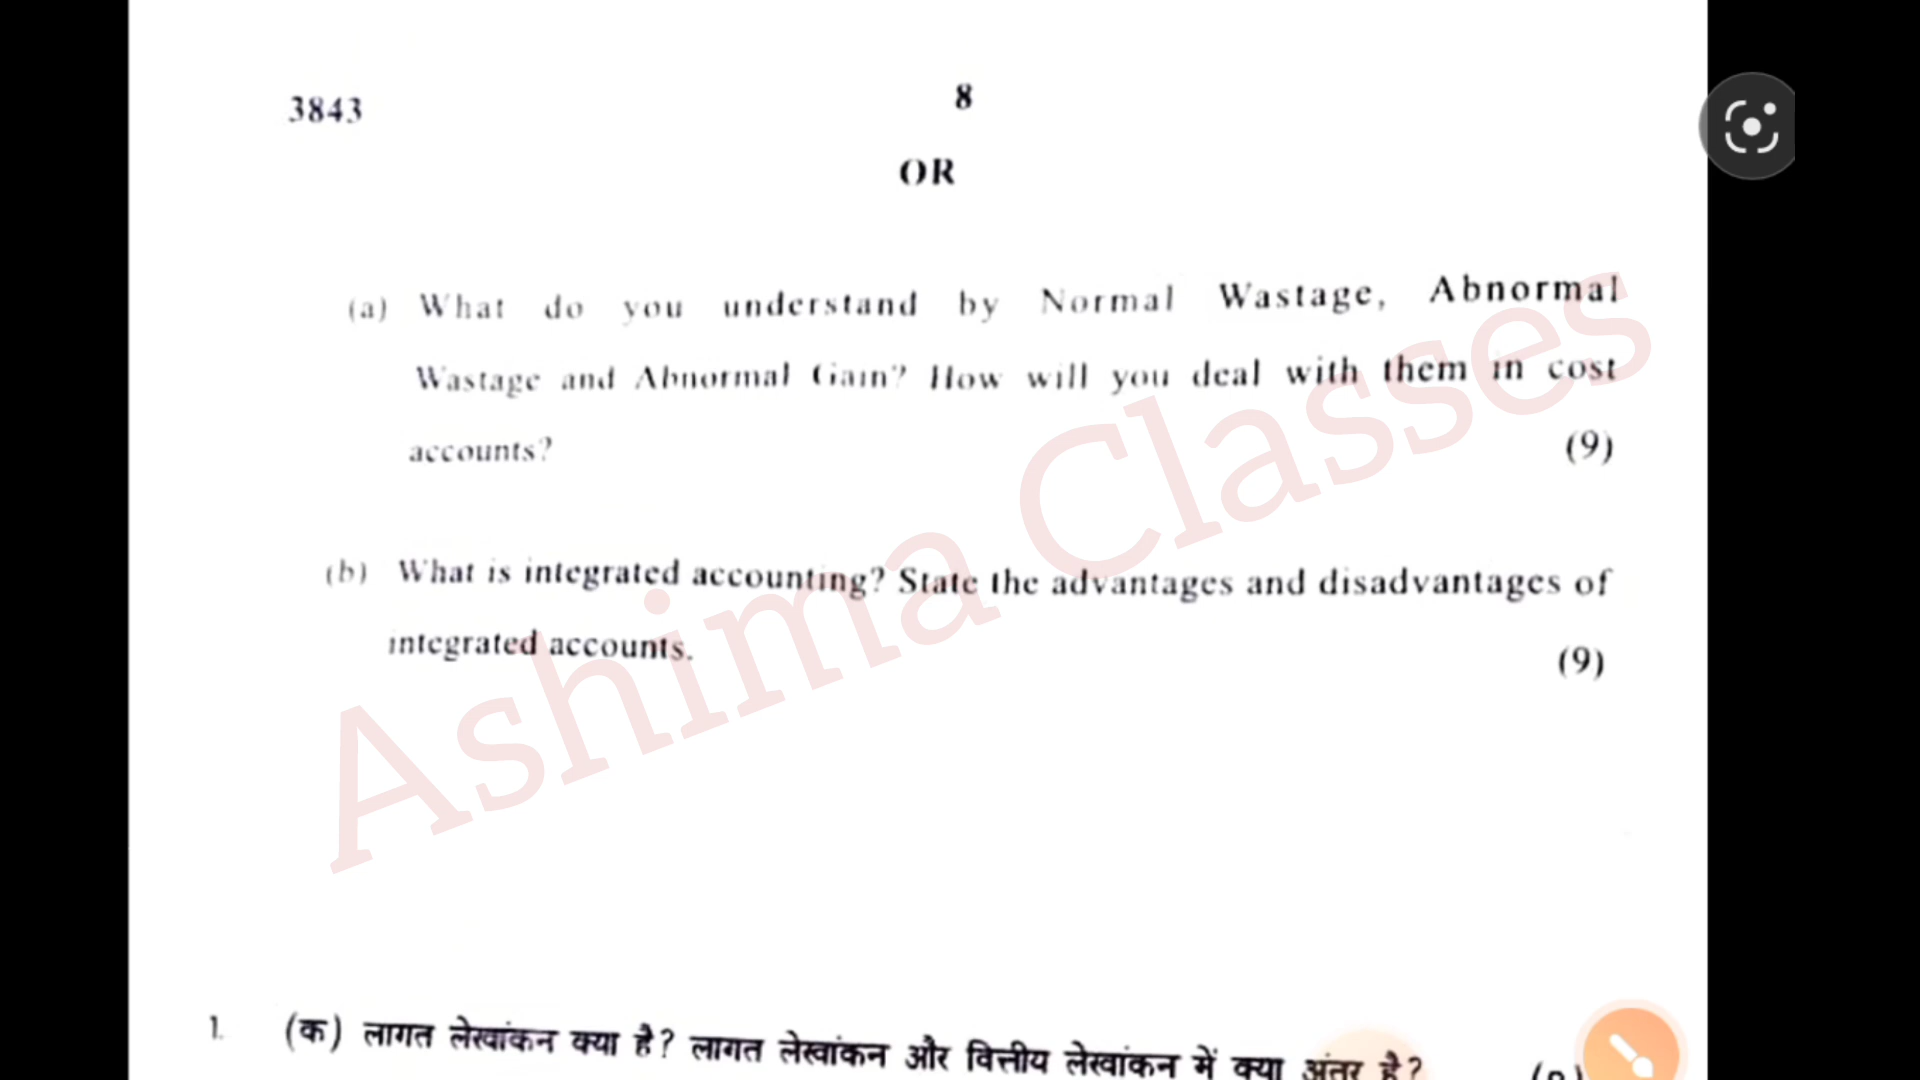 3843
8
OR
(a) What do you understand by Normal Wastage, Abnormal
Wastage and Abnormal Gain? How will you deal with them in cost
accounts? (9)
(b) What is integrated accounting? State the advantages and disadvantages of
integrated accounts. (9)
Ashima Classes
1. (क) लागत लेखांकन क्या है? लागत लेखांकन और वित्तीय लेखांकन में क्या अंतर है?